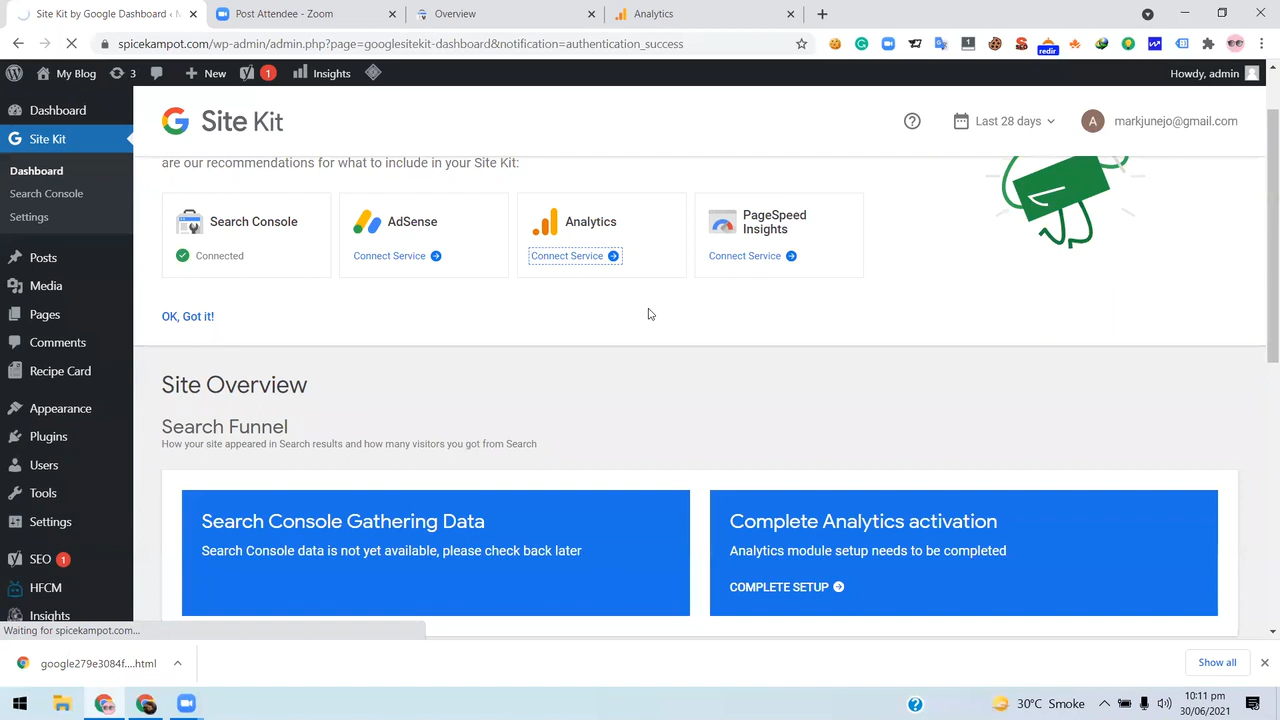 Site Kit by Google Dashboard ‹ M
Post Attendee - Zoom
Overview
Analytics
spicekampot.com/wp-admin/admin.php?page=googlesitekit-dashboard&notification=authentication_success
redir
My Blog
3
New
1
Insights
Howdy, admin
Dashboard
Site Kit
Dashboard
Search Console
Settings
Posts
Media
Pages
Comments
Recipe Card
Appearance
Plugins
Users
Tools
Settings
SEO 1
HFCM
Insights
Site Kit
Last 28 days
A
markjunejo@gmail.com
are our recommendations for what to include in your Site Kit:
Search Console
Connected
AdSense
Connect Service
Analytics
Connect Service
PageSpeed
Insights
Connect Service
OK, Got it!
Site Overview
Search Funnel
How your site appeared in Search results and how many visitors you got from Search
Search Console Gathering Data
Search Console data is not yet available, please check back later
Complete Analytics activation
Analytics module setup needs to be completed
COMPLETE SETUP
Waiting for spicekampot.com...
google279e3084f....html
Show all
30°C Smoke
10:11 pm
30/06/2021